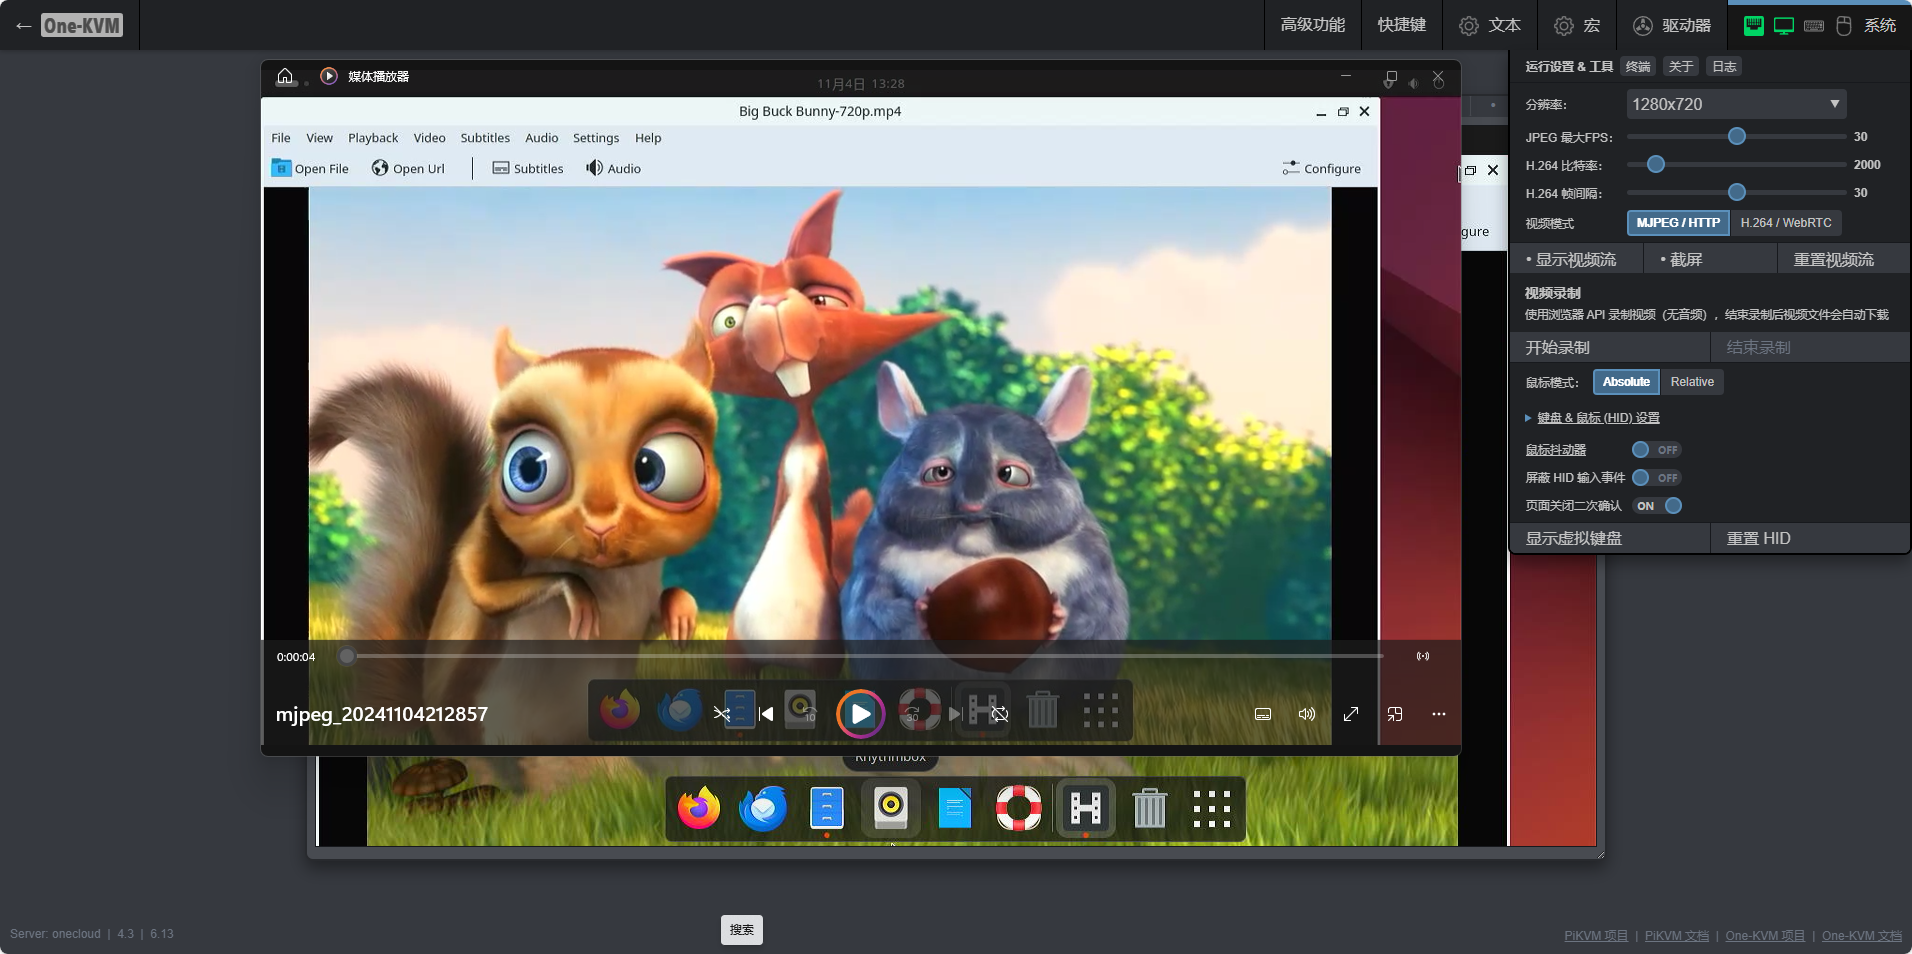 ← One-KVM
高级功能
快捷键
文本
宏
驱动器
系统
媒体播放器
11月4日 13:28
Big Buck Bunny-720p.mp4
File View Playback Video Subtitles Audio Settings Help
Open File Open Url Subtitles Audio Configure
gure
0:00:04
mjpeg_20241104212857
10
30
Rhythmbox
运行设置 & 工具 终端 关于 日志
分辨率: 1280x720
JPEG 最大FPS: 30
H.264 比特率: 2000
H.264 帧间隔: 30
视频模式 MJPEG / HTTP H.264 / WebRTC
• 显示视频流 • 截屏 重置视频流
视频录制
使用浏览器 API 录制视频（无音频），结束录制后视频文件会自动下载
开始录制 结束录制
鼠标模式: Absolute Relative
键盘 & 鼠标 (HID) 设置
鼠标抖动器 OFF
屏蔽 HID 输入事件 OFF
页面关闭二次确认 ON
显示虚拟键盘 重置 HID
搜索
Server: onecloud | 4.3 | 6.13
PiKVM 项目 | PiKVM 文档 | One-KVM 项目 | One-KVM 文档